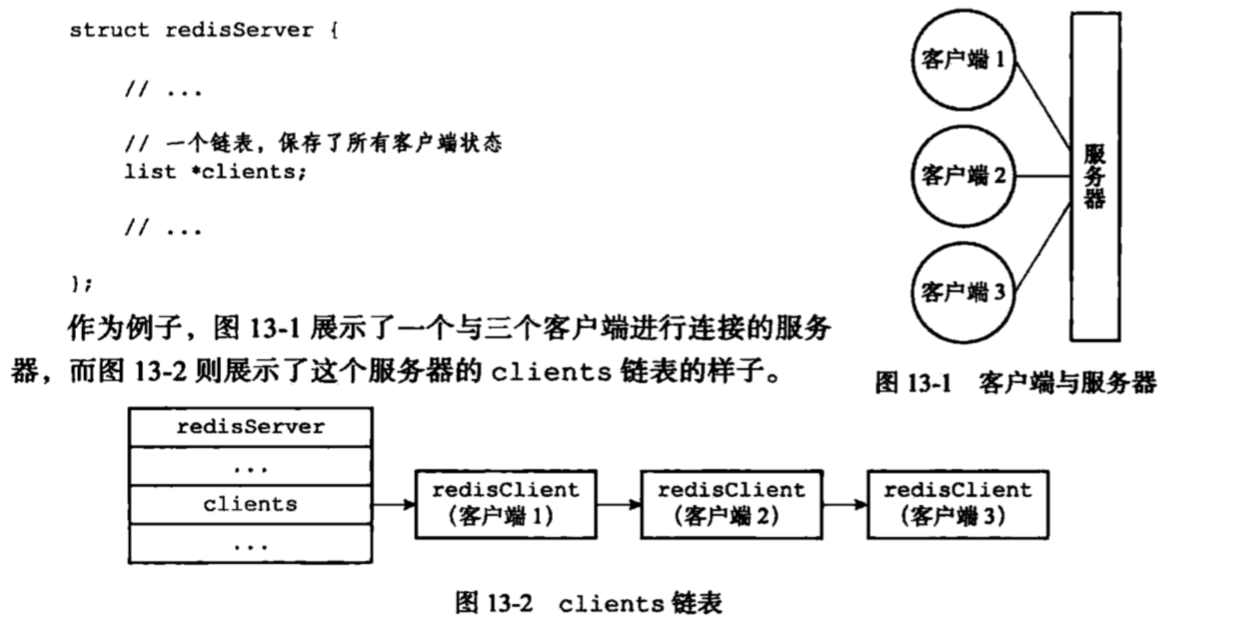 struct redisServer {
// ...
// 一个链表，保存了所有客户端状态
list *clients;
// ...
};
客户端 1
客户端 2
客户端 3
服务器
图 13-1 客户端与服务器
作为例子，图 13-1 展示了一个与三个客户端进行连接的服务
器，而图 13-2 则展示了这个服务器的 clients 链表的样子。
redisServer
...
clients
...
redisClient
（客户端 1）
redisClient
（客户端 2）
redisClient
（客户端 3）
图 13-2 clients 链表